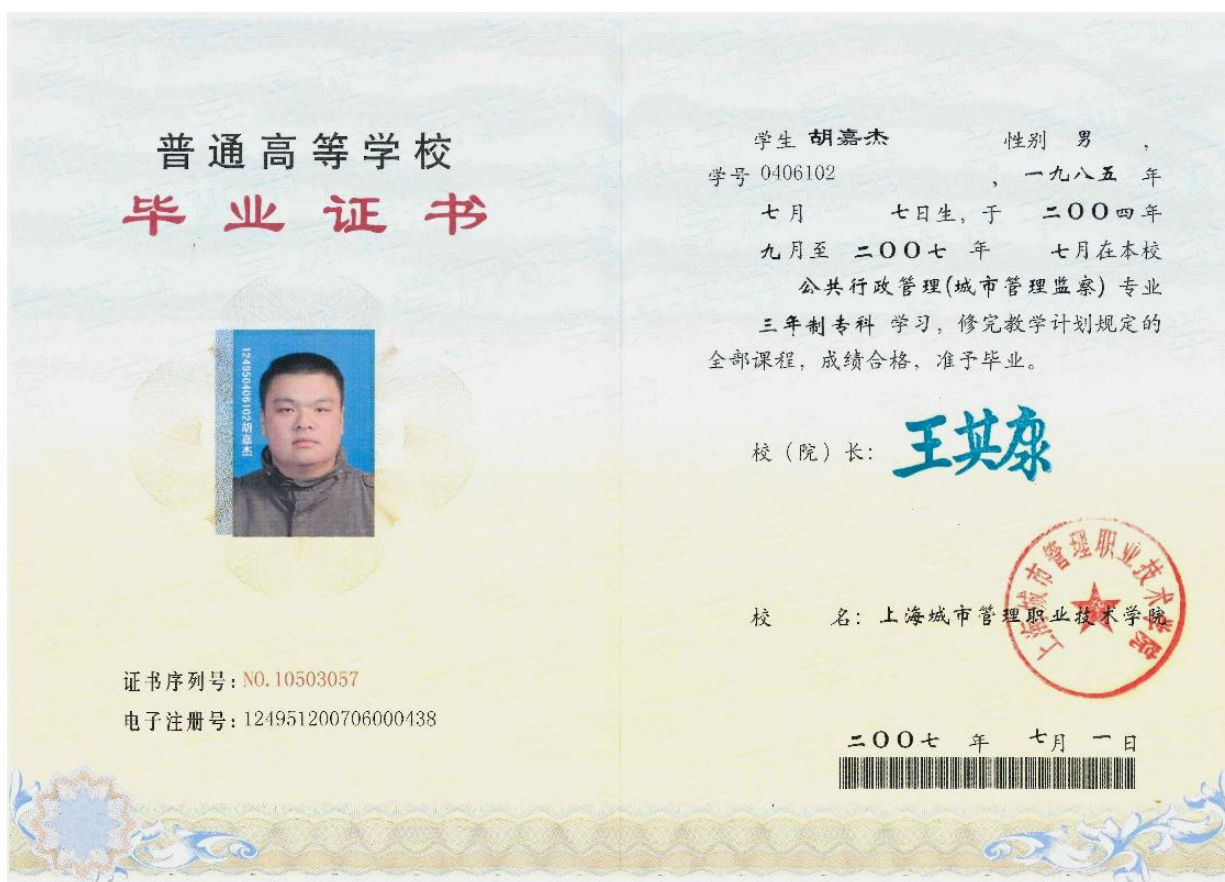 普通高等学校
毕业证书
124950406102胡嘉杰
证书序列号：NO.10503057
电子注册号：124951200706000438
学生 胡嘉杰 性别 男 ，
学号 0406102 ，一九八五 年
七月 七日生，于 二〇〇四年
九月至 二〇〇七 年 七月在本校
公共行政管理(城市管理监察) 专业
三年制专科 学习，修完教学计划规定的
全部课程，成绩合格，准予毕业。
校（院）长：王其康
校 名：上海城市管理职业技术学院
上海城市管理职业技术学院
二〇〇七 年 七月 一日